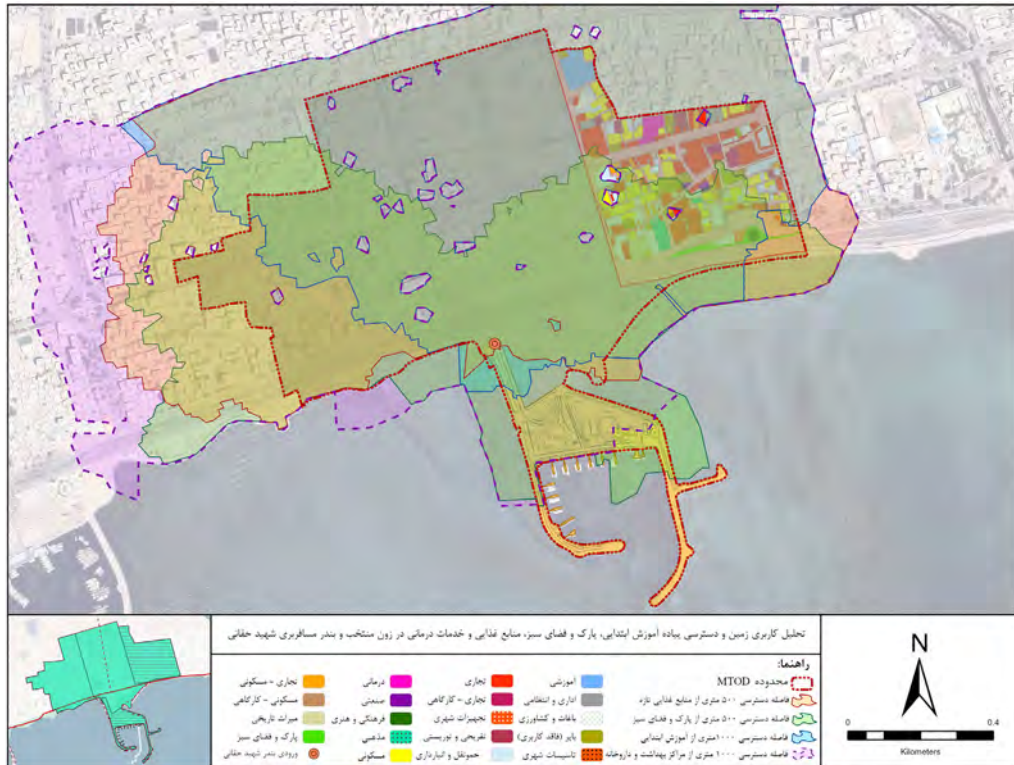 تحلیل کاربری زمین و دسترسی پیاده آموزش ابتدایی، پارک و فضای سبز، منابع غذایی و خدمات درمانی در زون منتخب و بندر مسافربری شهید حقانی
راهنما:
محدوده MTOD
فاصله دسترسی ۵۰۰ متری از منابع غذایی تازه
فاصله دسترسی ۵۰۰ متری از پارک و فضای سبز
فاصله دسترسی ۱۰۰۰متری از آموزش ابتدایی
فاصله دسترسی ۱۰۰۰ متری از مراکز بهداشت و داروخانه
آموزشی
اداری و انتظامی
باغات و کشاورزی
بایر (فاقد کاربری)
تاسیسات شهری
تجاری
تجاری - کارگاهی
تجهیزات شهری
تفریحی و توریستی
حمونقل و انبارداری
درمانی
صنعتی
فرهنگی و هنری
مذهبی
مسکونی
تجاری - مسکونی
مسکونی - کارگاهی
میراث تاریخی
پارک و فضای سبز
ورودی بندر شهید حقانی
N
0 0.4
Kilometers